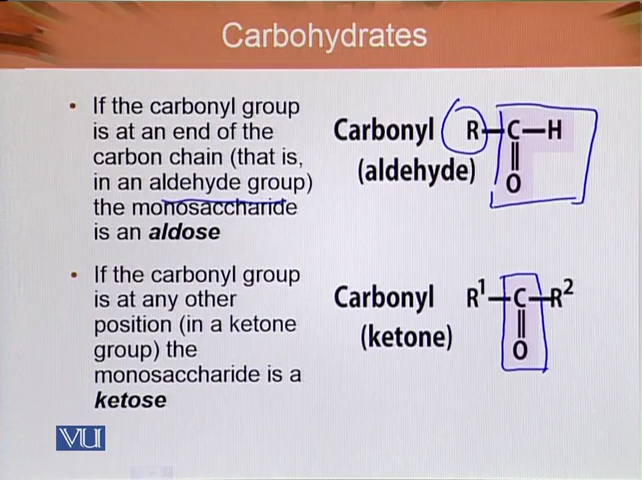 Carbohydrates
• If the carbonyl group
is at an end of the
carbon chain (that is,
in an aldehyde group)
the monosaccharide
is an aldose
• If the carbonyl group
is at any other
position (in a ketone
group) the
monosaccharide is a
ketose
Carbonyl R—C—H
(aldehyde) || O
Carbonyl R¹—C—R²
(ketone) || O
VU